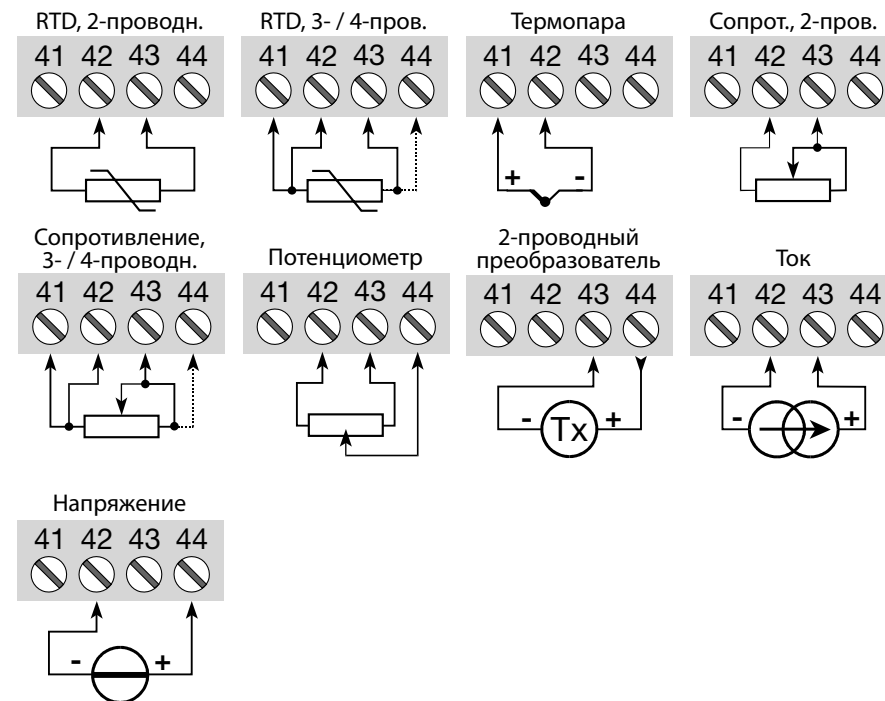 RTD, 2-проводн.
41 42 43 44
RTD, 3- / 4-пров.
41 42 43 44
Термопара
41 42 43 44
+ -
Сопрот., 2-пров.
41 42 43 44
Сопротивление,
3- / 4-проводн.
41 42 43 44
Потенциометр
41 42 43 44
2-проводный
преобразователь
41 42 43 44
- Tx +
Ток
41 42 43 44
- +
Напряжение
41 42 43 44
- +